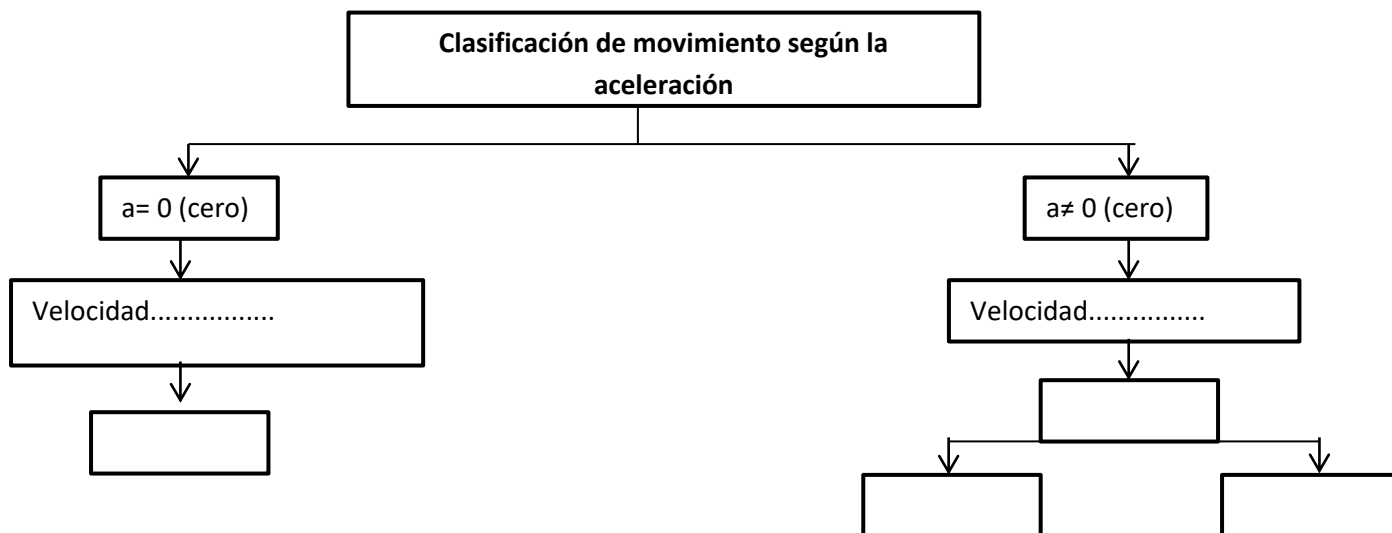 Clasificación de movimiento según la
aceleración
a= 0 (cero)
a≠ 0 (cero)
Velocidad.................
Velocidad................